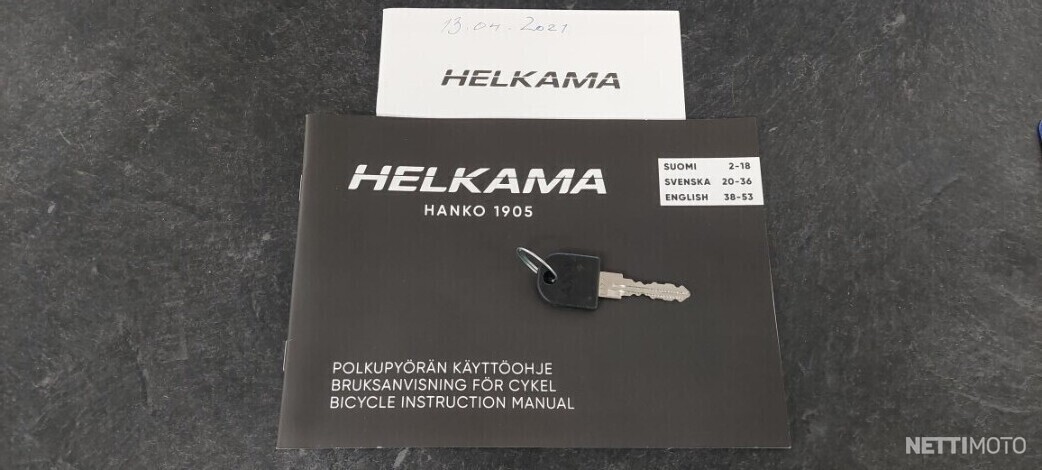 13.04.2021
HELKAMA
HELKAMA
HANKO 1905
SUOMI 2-18
SVENSKA 20-36
ENGLISH 38-53
POLKUPYÖRÄN KÄYTTÖOHJE
BRUKSANVISNING FÖR CYKEL
BICYCLE INSTRUCTION MANUAL
NETTIMOTO